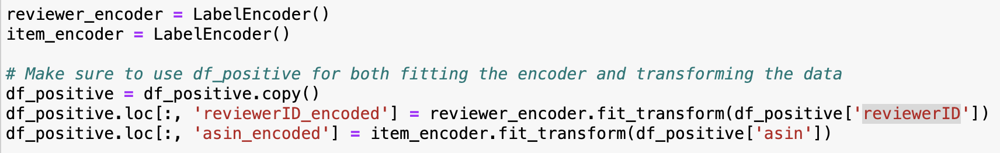 reviewer_encoder = LabelEncoder()
item_encoder = LabelEncoder()
# Make sure to use df_positive for both fitting the encoder and transforming the data
df_positive = df_positive.copy()
df_positive.loc[:, 'reviewerID_encoded'] = reviewer_encoder.fit_transform(df_positive['reviewerID'])
df_positive.loc[:, 'asin_encoded'] = item_encoder.fit_transform(df_positive['asin'])